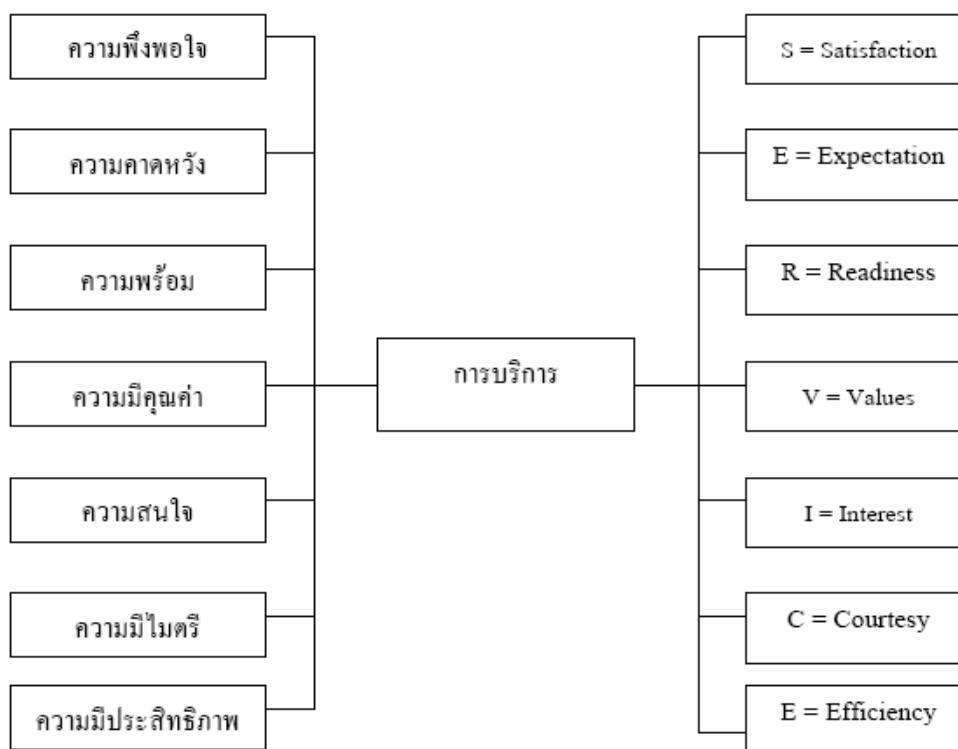 ความพึงพอใจ
S = Satisfaction
ความคาดหวัง
E = Expectation
ความพร้อม
R = Readiness
การบริการ
ความมีคุณค่า
V = Values
ความสนใจ
I = Interest
ความมีไมตรี
C = Courtesy
ความมีประสิทธิภาพ
E = Efficiency